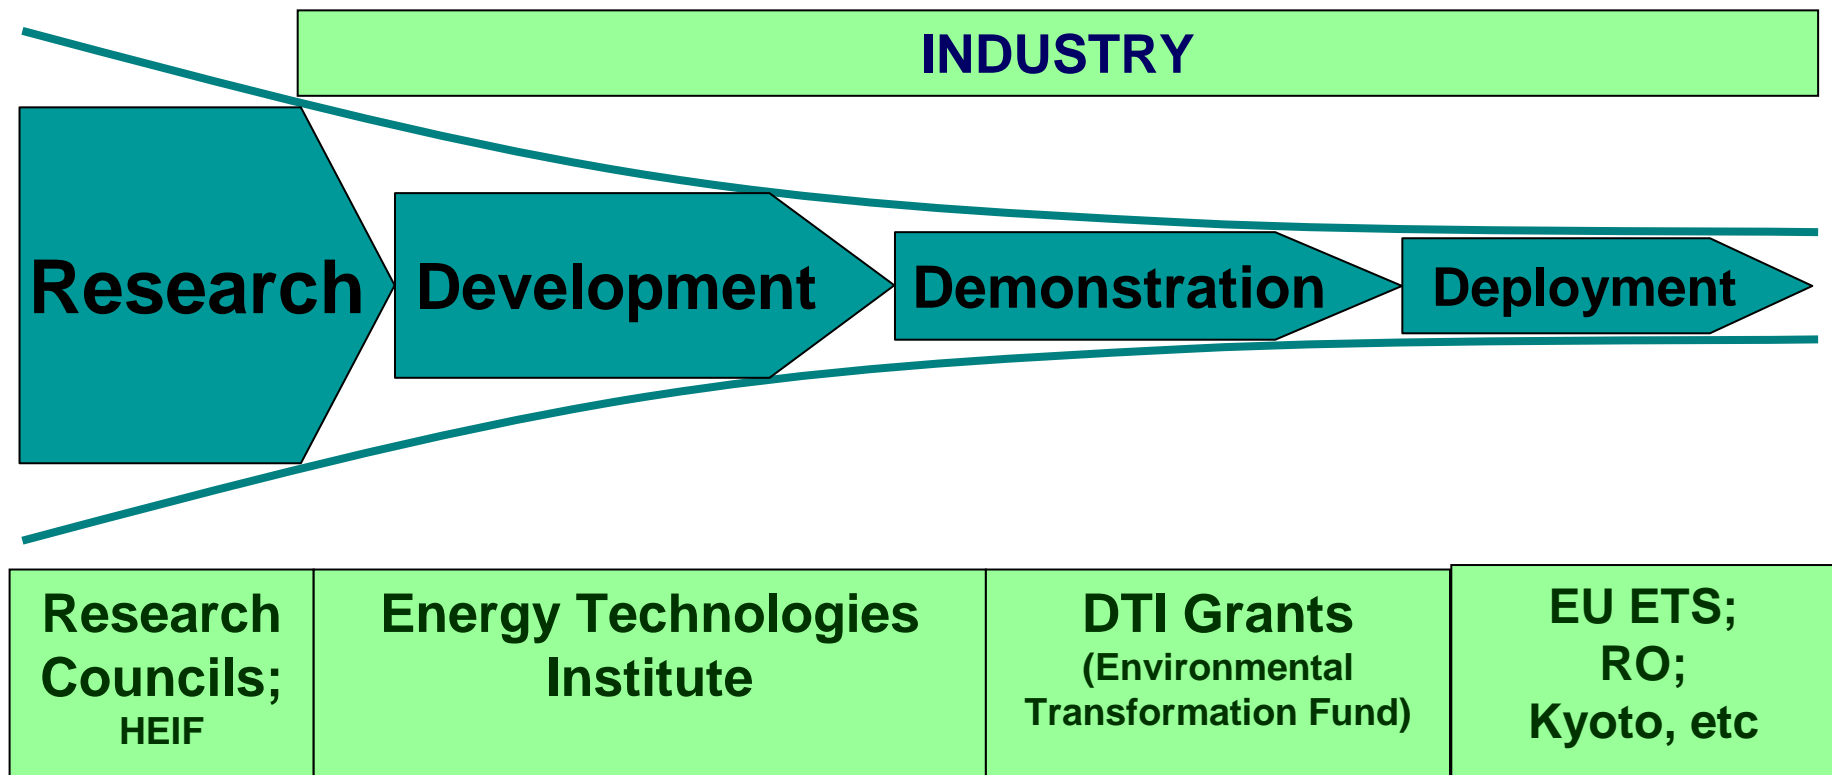 INDUSTRY
Research
Development
Demonstration
Deployment
Research
Councils;
HEIF
Energy Technologies
Institute
DTI Grants
(Environmental
Transformation Fund)
EU ETS;
RO;
Kyoto, etc